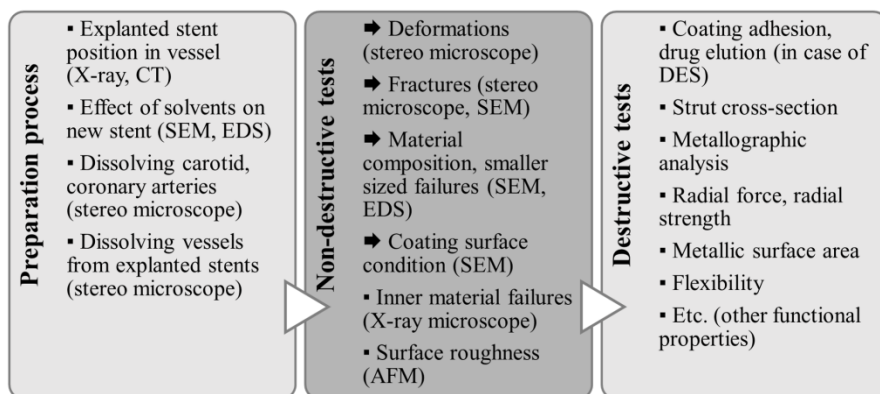 Preparation process
▪ Explanted stent
position in vessel
(X-ray, CT)
▪ Effect of solvents on
new stent (SEM, EDS)
▪ Dissolving carotid,
coronary arteries
(stereo microscope)
▪ Dissolving vessels
from explanted stents
(stereo microscope)
Non-destructive tests
🡆 Deformations
(stereo microscope)
🡆 Fractures (stereo
microscope, SEM)
🡆 Material
composition, smaller
sized failures (SEM,
EDS)
🡆 Coating surface
condition (SEM)
▪ Inner material failures
(X-ray microscope)
▪ Surface roughness
(AFM)
Destructive tests
▪ Coating adhesion,
drug elution (in case of
DES)
▪ Strut cross-section
▪ Metallographic
analysis
▪ Radial force, radial
strength
▪ Metallic surface area
▪ Flexibility
▪ Etc. (other functional
properties)